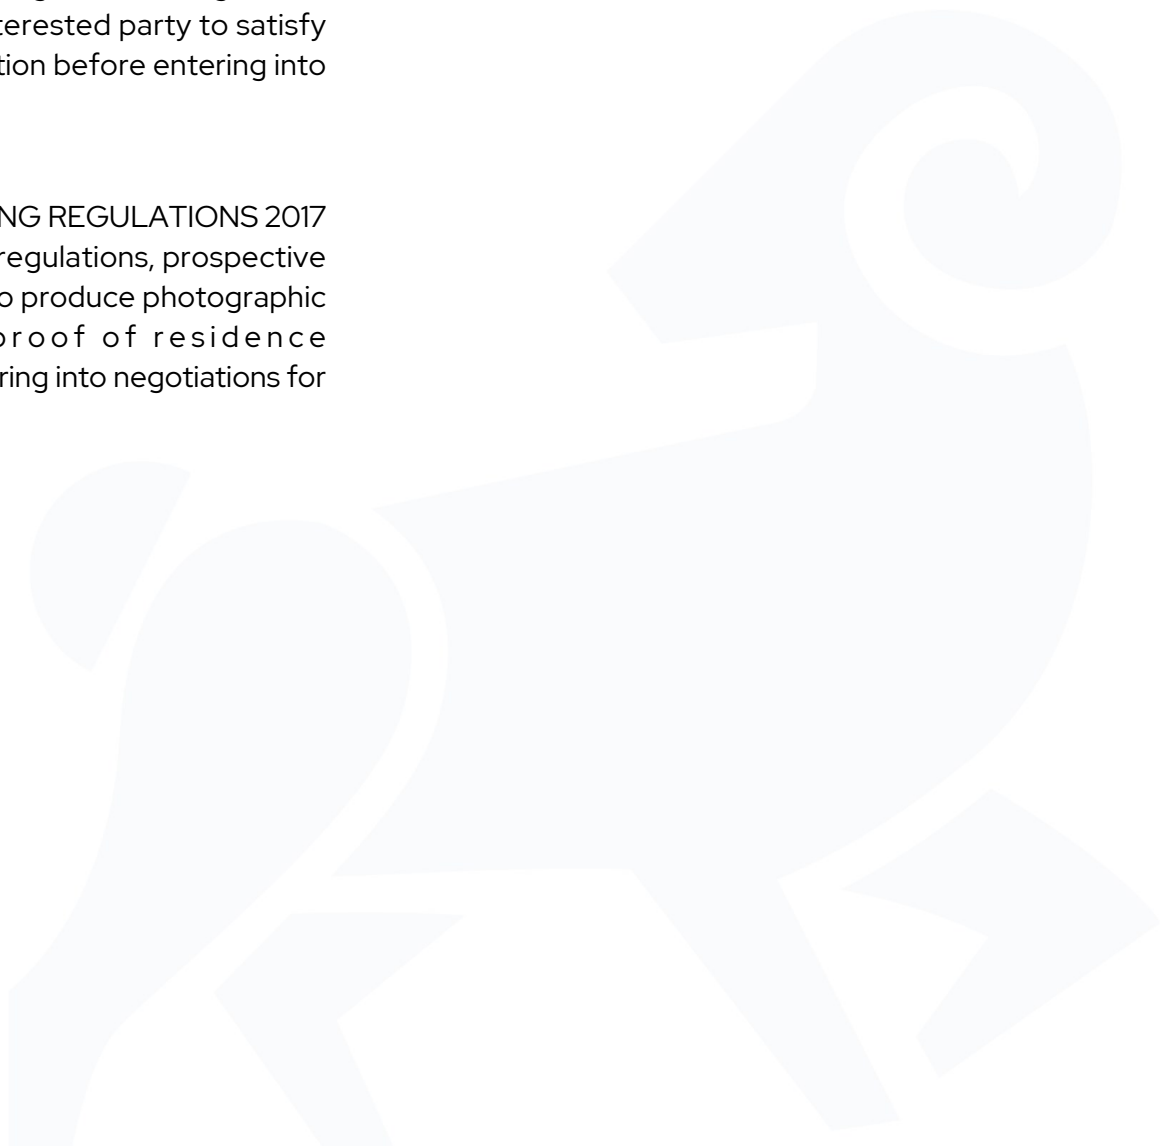 terested party to satisfy
tion before entering into
NG REGULATIONS 2017
regulations, prospective
o produce photographic
proof of residence
ring into negotiations for